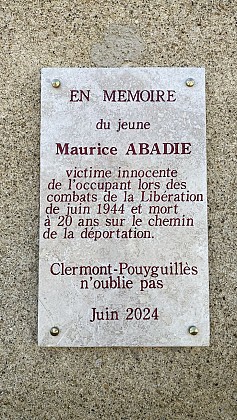 EN MEMOIRE
du jeune
Maurice ABADIE
victime innocente
de l'occupant lors des
combats de la Libération
de juin 1944 et mort
à 20 ans sur le chemin
de la déportation.
Clermont-Pouyguillès
n'oublie pas
Juin 2024